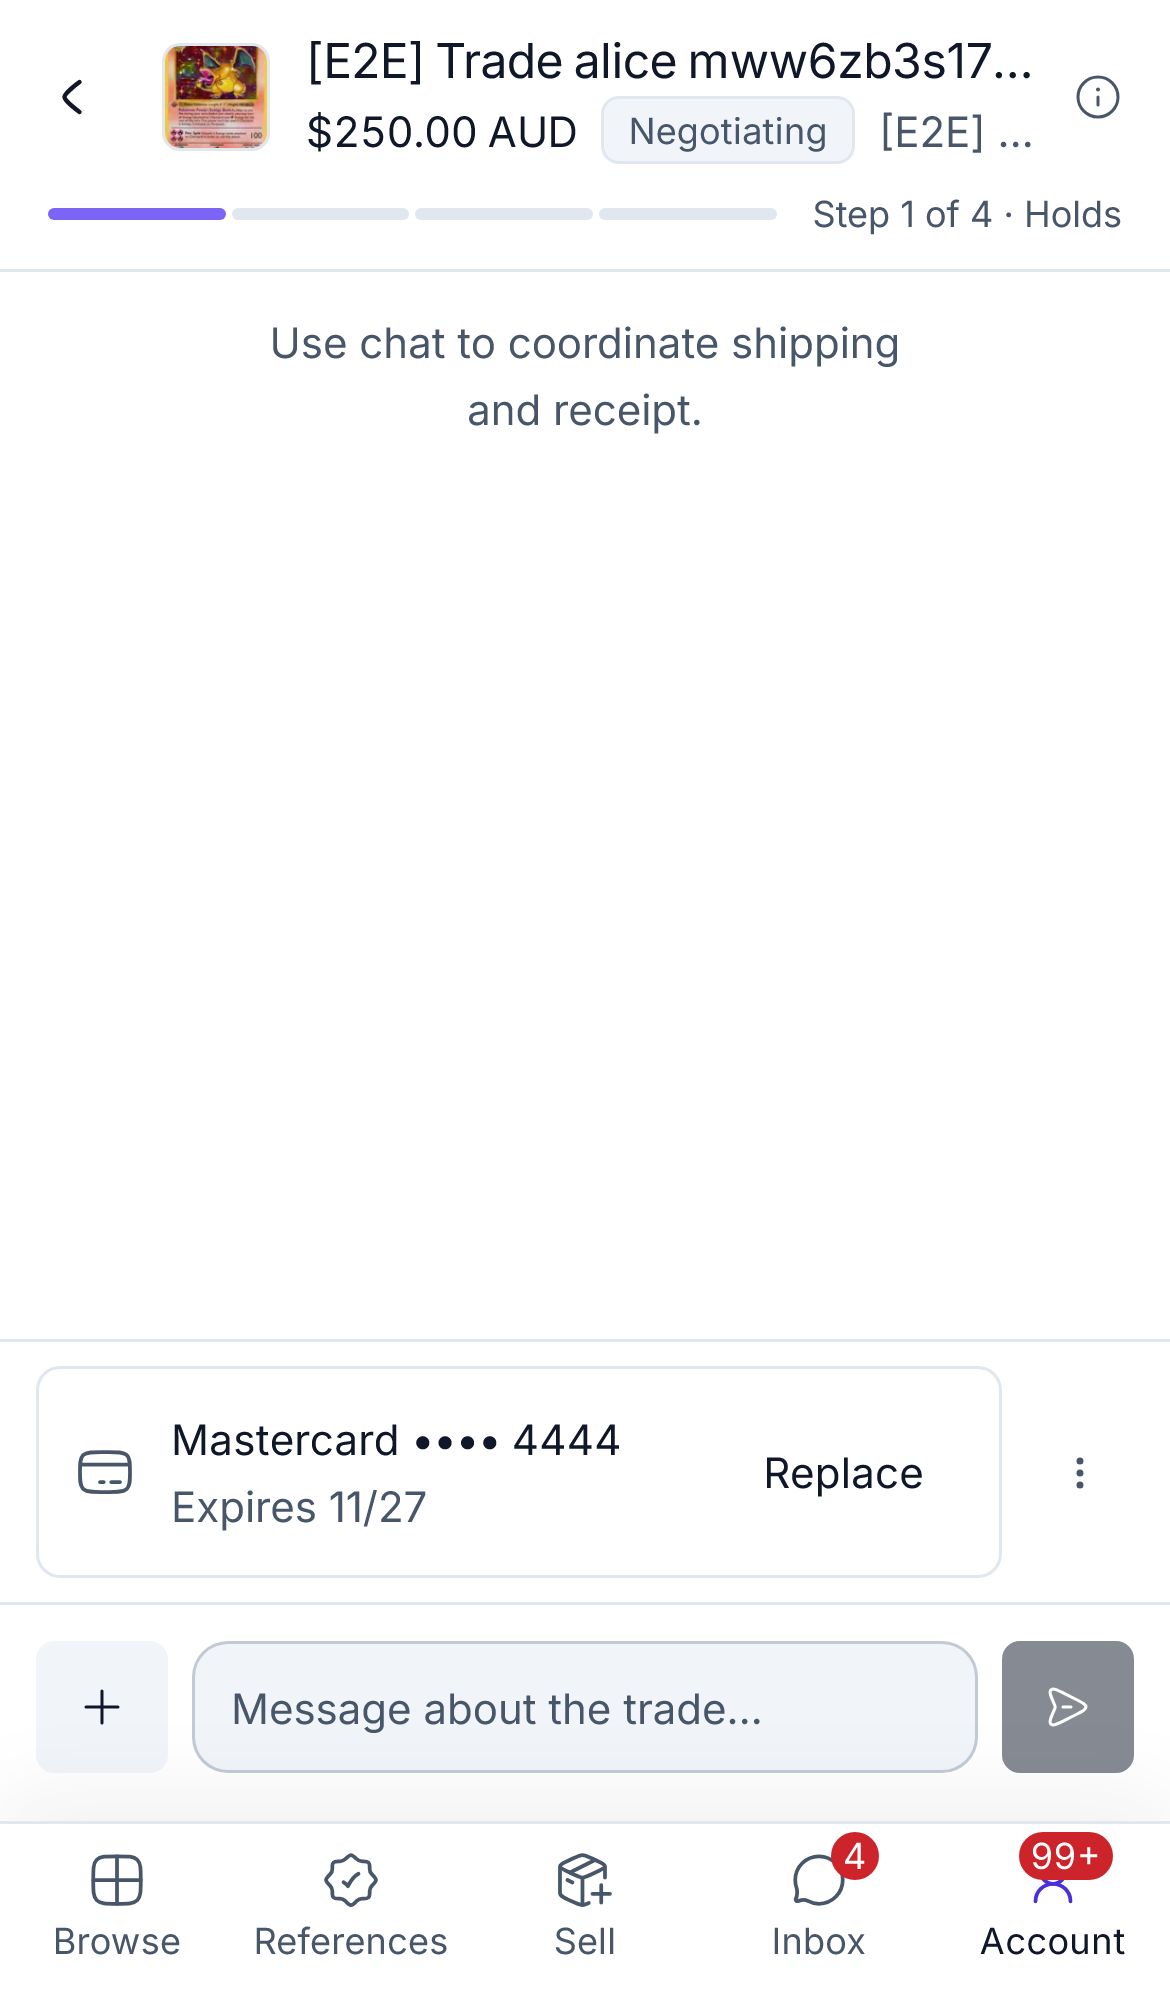 [E2E] Trade alice mww6zb3s17...
$250.00 AUD Negotiating [E2E] ...
Step 1 of 4 · Holds
Use chat to coordinate shipping
and receipt.
Mastercard •••• 4444
Expires 11/27
Replace
Message about the trade...
4
99+
Browse
References
Sell
Inbox
Account